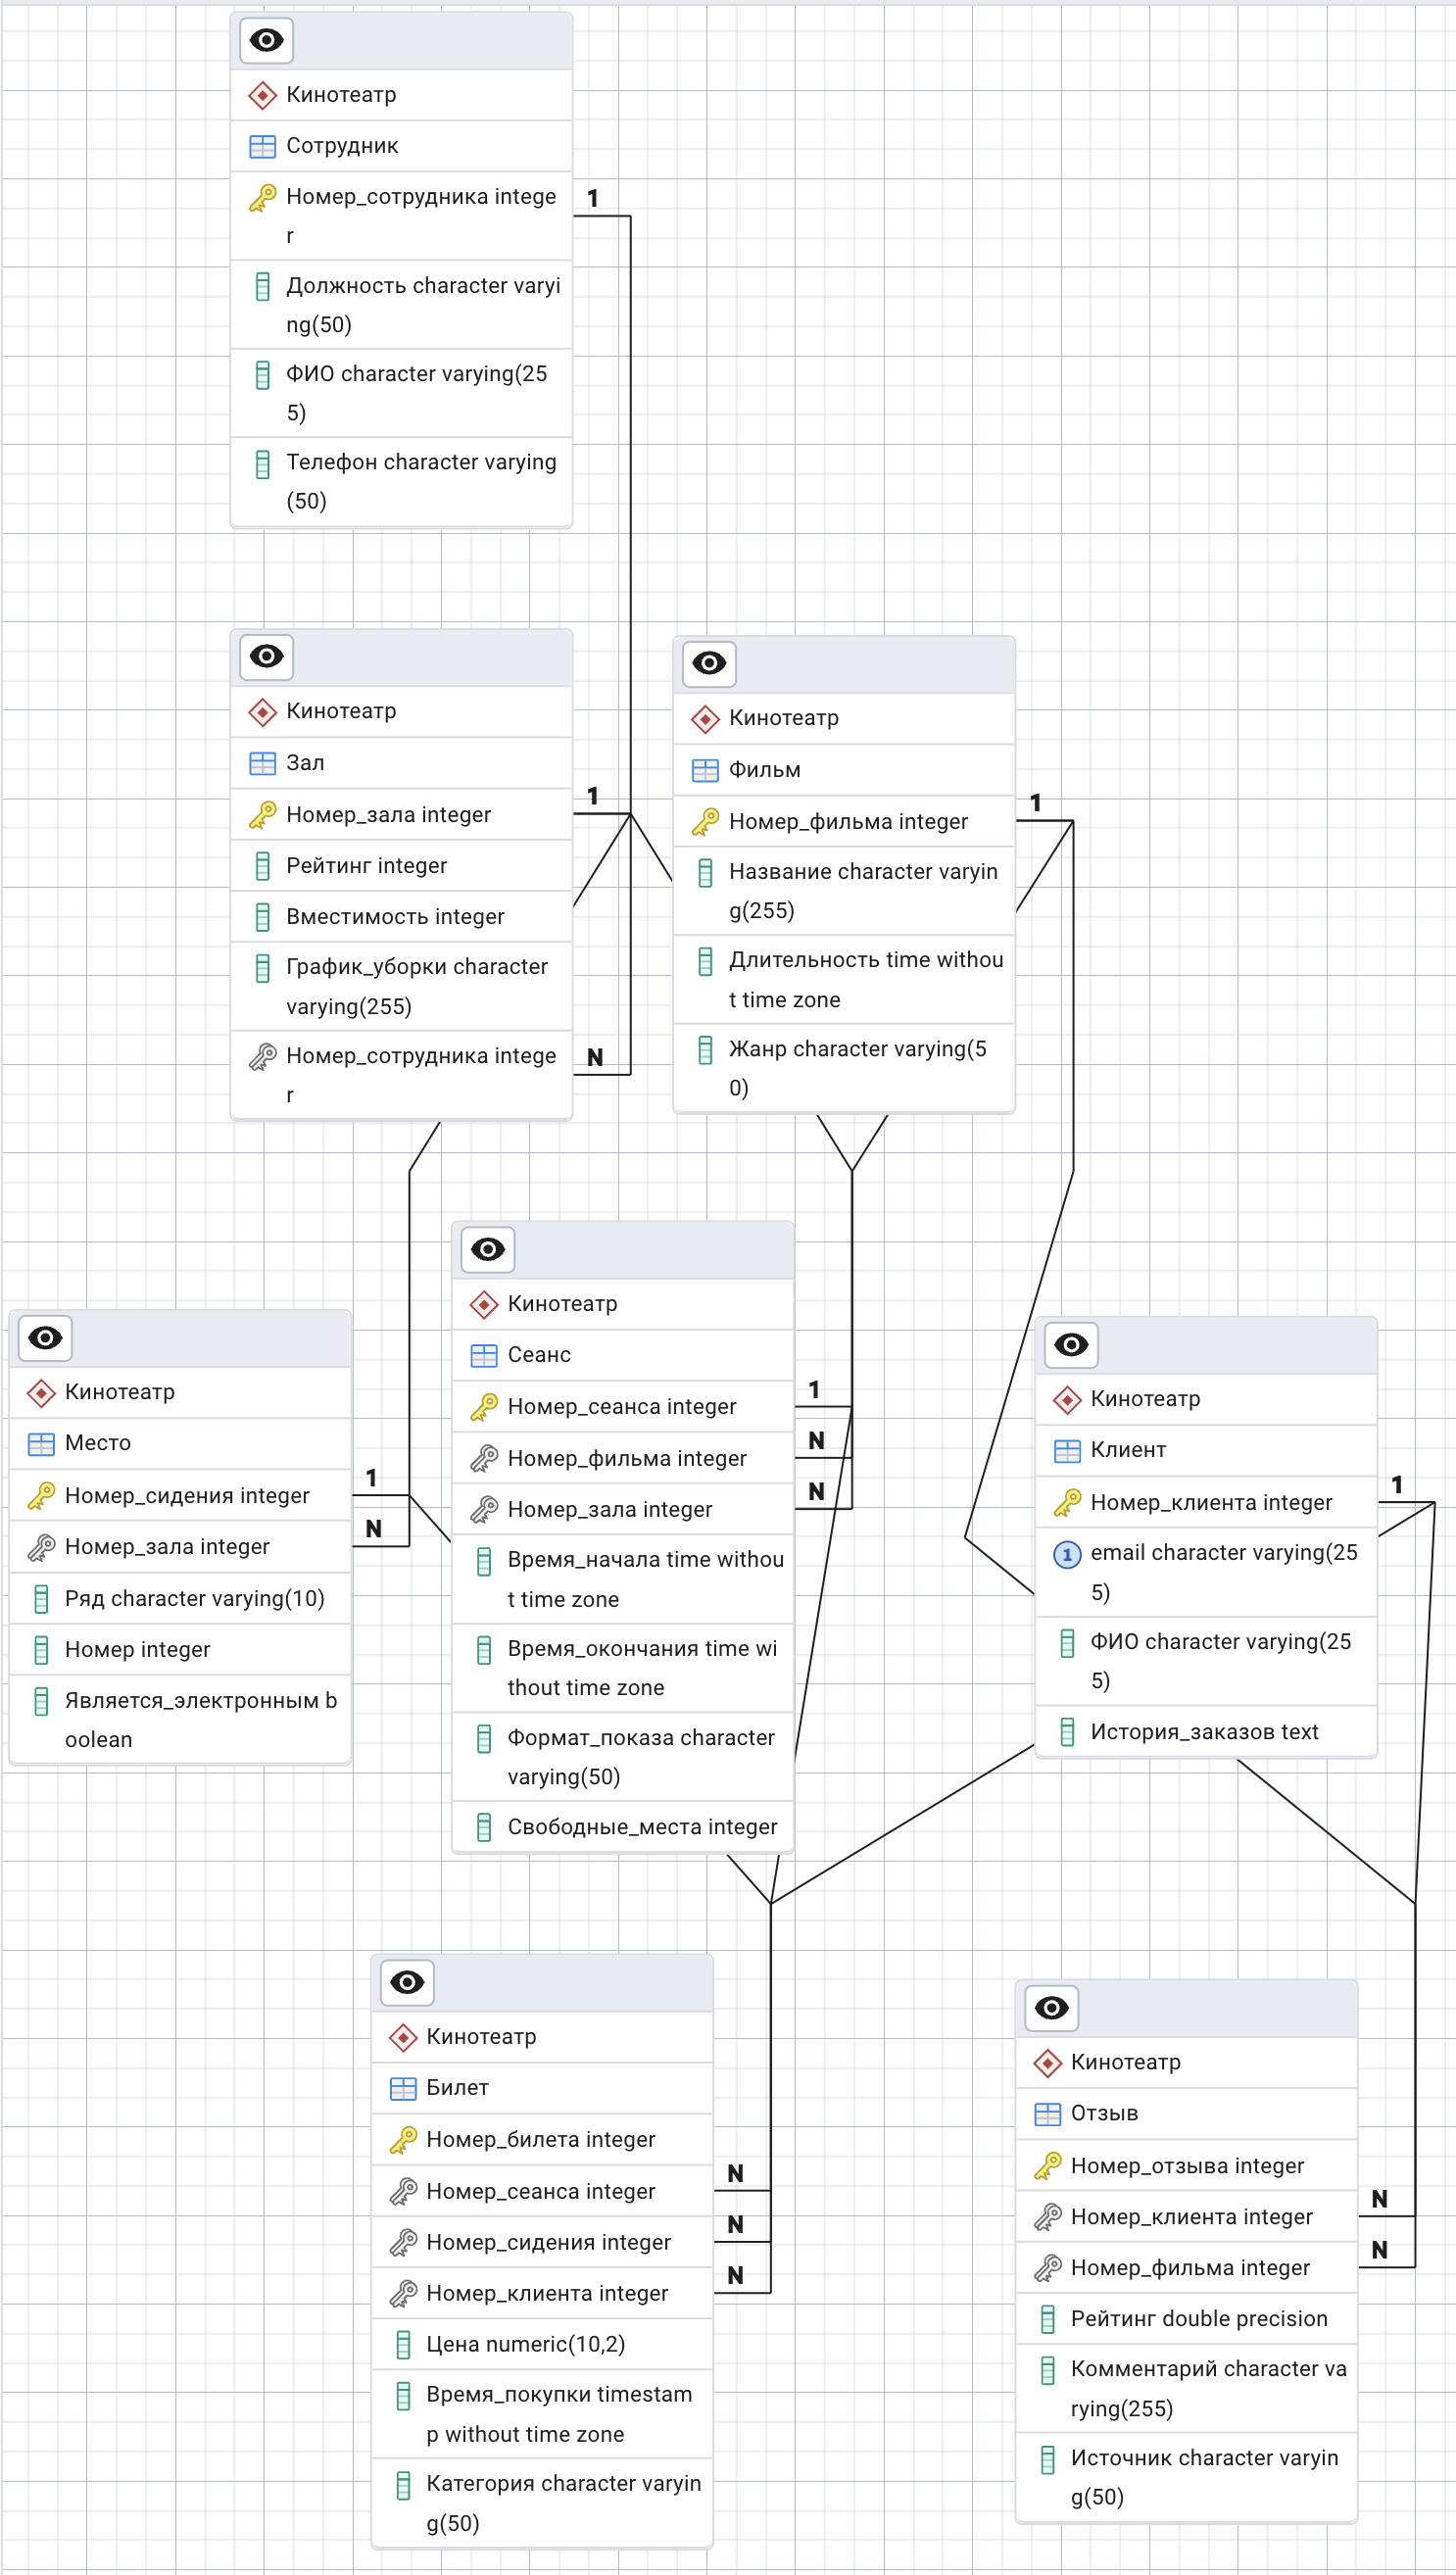 Кинотеатр
Сотрудник
Номер_сотрудника intege
r
1
Должность character varyi
ng(50)
ФИО character varying(25
5)
Телефон character varying
(50)
Кинотеатр
Зал
Номер_зала integer
1
Рейтинг integer
Вместимость integer
График_уборки character
varying(255)
Номер_сотрудника intege
r
N
Кинотеатр
Фильм
Номер_фильма integer
1
Название character varyin
g(255)
Длительность time withou
t time zone
Жанр character varying(5
0)
Кинотеатр
Место
Номер_сидения integer
1
Номер_зала integer
N
Ряд character varying(10)
Номер integer
Является_электронным b
oolean
Кинотеатр
Сеанс
Номер_сеанса integer
1
Номер_фильма integer
N
Номер_зала integer
N
Время_начала time withou
t time zone
Время_окончания time wi
thout time zone
Формат_показа character
varying(50)
Свободные_места integer
Кинотеатр
Клиент
Номер_клиента integer
1
1 email character varying(25
5)
ФИО character varying(25
5)
История_заказов text
Кинотеатр
Билет
Номер_билета integer
Номер_сеанса integer
N
Номер_сидения integer
N
Номер_клиента integer
N
Цена numeric(10,2)
Время_покупки timestam
p without time zone
Категория character varyin
g(50)
Кинотеатр
Отзыв
Номер_отзыва integer
Номер_клиента integer
N
Номер_фильма integer
N
Рейтинг double precision
Комментарий character va
rying(255)
Источник character varyin
g(50)